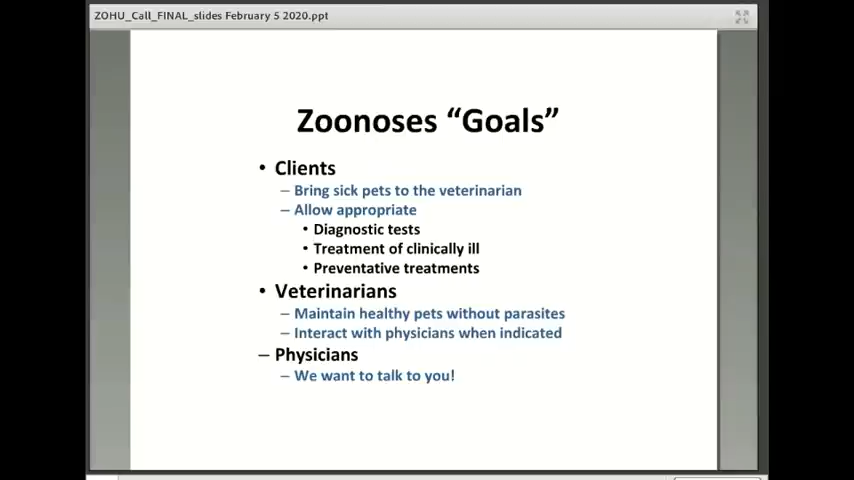 ZOHU_Call_FINAL_slides February 5 2020.ppt
Zoonoses “Goals”
• Clients
– Bring sick pets to the veterinarian
– Allow appropriate
• Diagnostic tests
• Treatment of clinically ill
• Preventative treatments
• Veterinarians
– Maintain healthy pets without parasites
– Interact with physicians when indicated
– Physicians
– We want to talk to you!